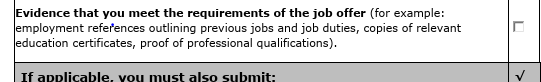 Evidence that you meet the requirements of the job offer (for example:
employment references outlining previous jobs and job duties, copies of relevant
education certificates, proof of professional qualifications).
If applicable, you must also submit: √